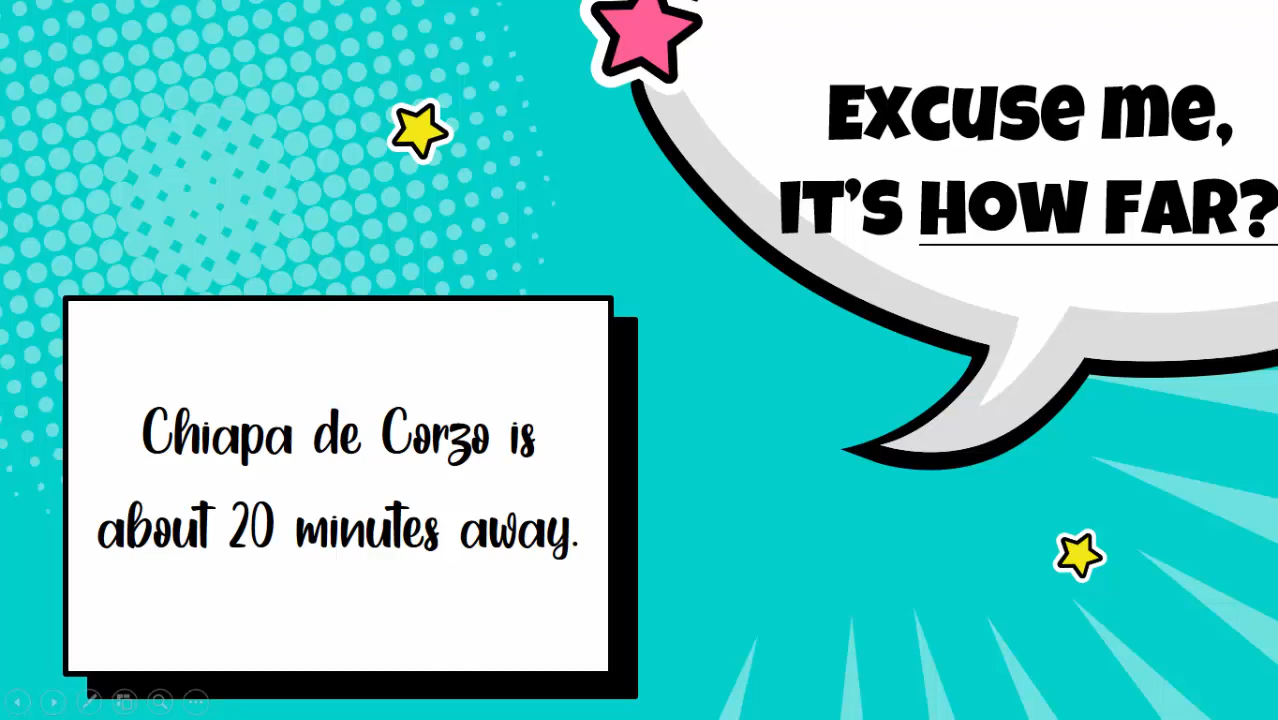 Excuse me,
IT'S HOW FAR?
Chiapa de Corzo is
about 20 minutes away.